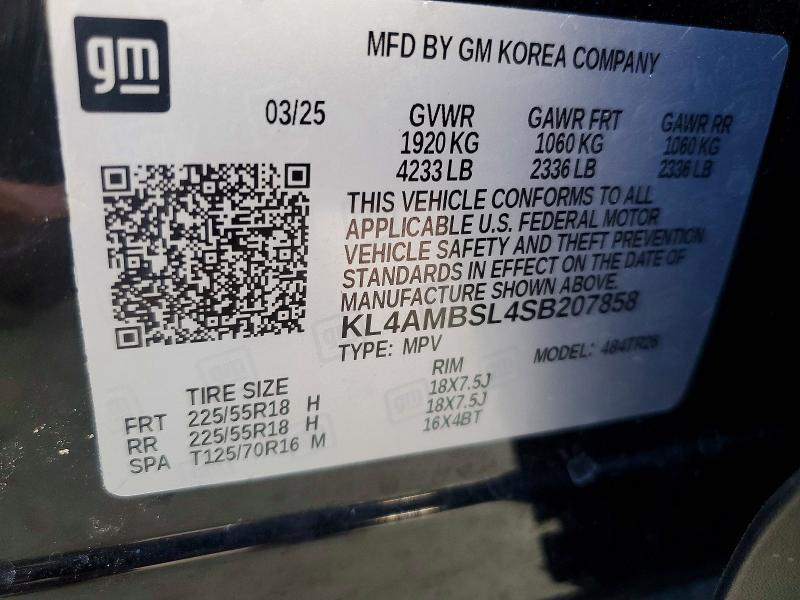 gm
MFD BY GM KOREA COMPANY
03/25 GVWR GAWR FRT GAWR RR
1920 KG 1060 KG 1060 KG
4233 LB 2336 LB 2336 LB
THIS VEHICLE CONFORMS TO ALL
APPLICABLE U.S. FEDERAL MOTOR
VEHICLE SAFETY AND THEFT PREVENTION
STANDARDS IN EFFECT ON THE DATE OF
MANUFACTURE SHOWN ABOVE.
KL4AMBSL4SB207858
TYPE: MPV MODEL: 4B4TR26
TIRE SIZE RIM
FRT 225/55R18 H 18X7.5J
RR 225/55R18 H 18X7.5J
SPA T125/70R16 M 16X4BT